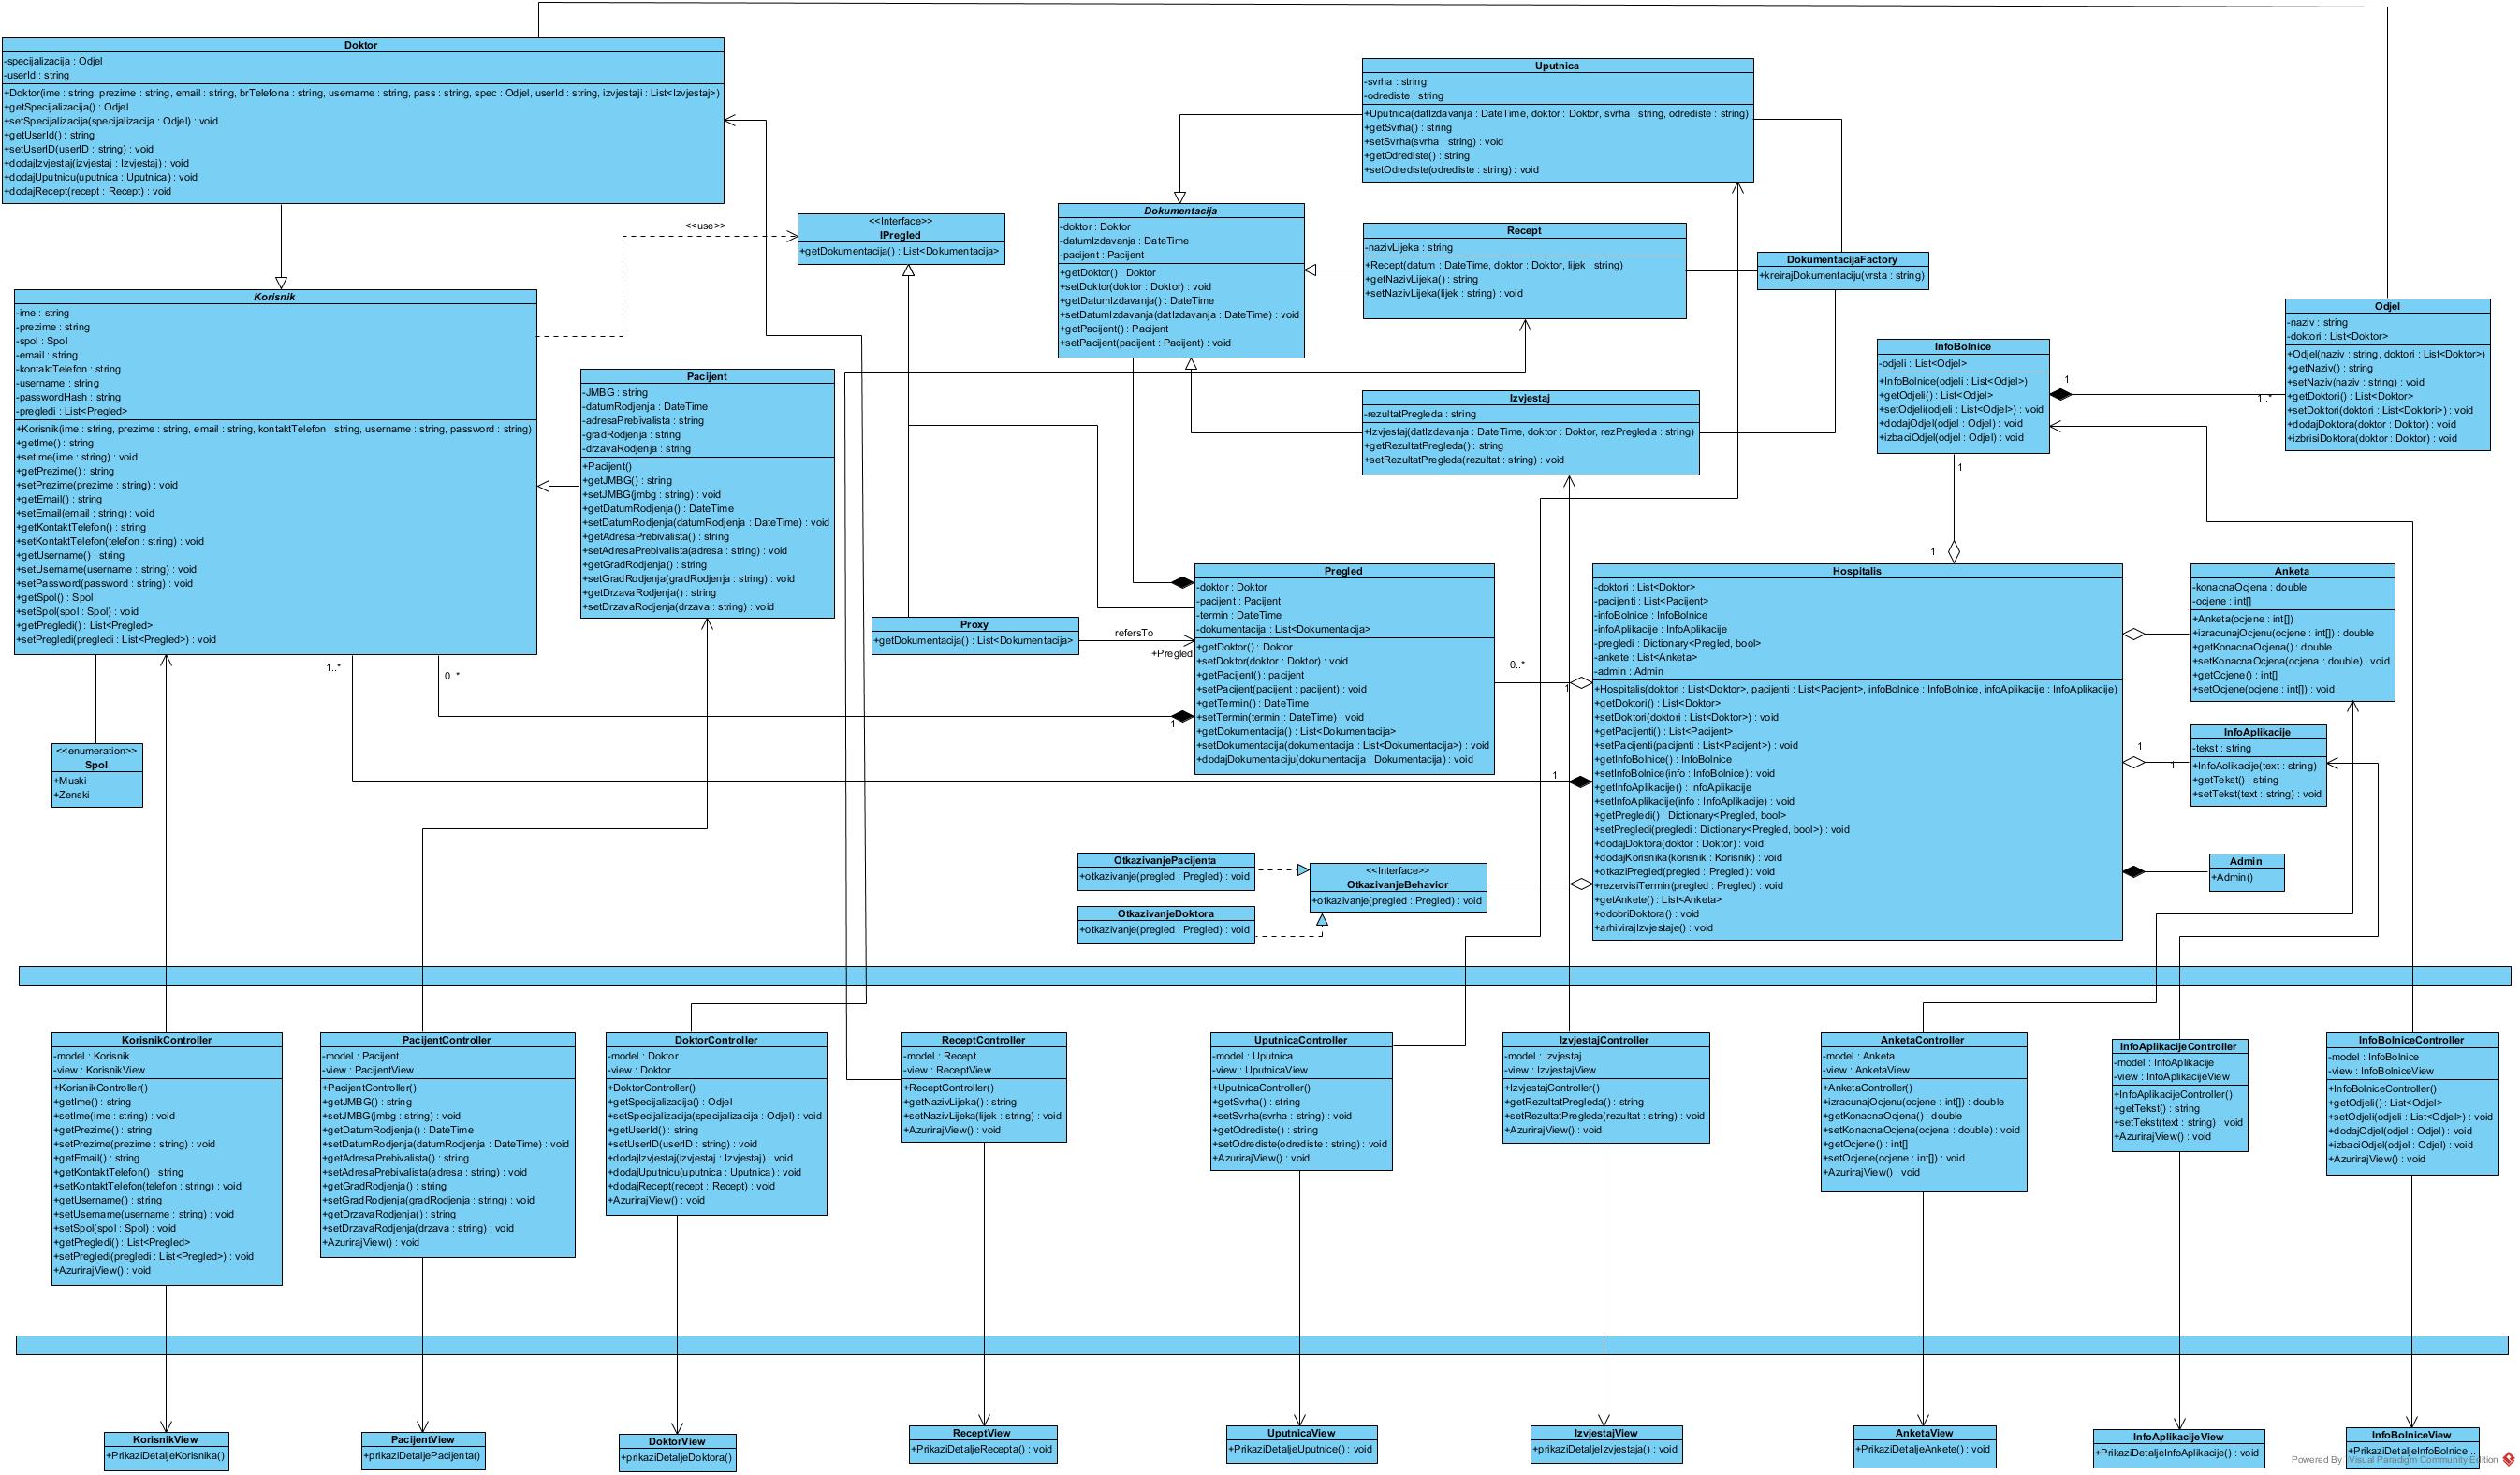 Doktor
-specijalizacija : Odjel
-userId : string
+Doktor(ime : string, prezime : string, email : string, brTelefona : string, username : string, pass : string, spec : Odjel, userId : string, izvjestaji : List<Izvjestaj>)
+getSpecijalizacija() : Odjel
+setSpecijalizacija(specijalizacija : Odjel) : void
+getUserId() : string
+setUserID(userID : string) : void
+dodajIzvjestaj(izvjestaj : Izvjestaj) : void
+dodajUputnicu(uputnica : Uputnica) : void
+dodajRecept(recept : Recept) : void
Uputnica
-svrha : string
-odrediste : string
+Uputnica(datIzdavanja : DateTime, doktor : Doktor, svrha : string, odrediste : string)
+getSvrha() : string
+setSvrha(svrha : string) : void
+getOdrediste() : string
+setOdrediste(odrediste : string) : void
<<use>>
<<Interface>>
IPregled
+getDokumentacija() : List<Dokumentacija>
Dokumentacija
-doktor : Doktor
-datumIzdavanja : DateTime
-pacijent : Pacijent
+getDoktor() : Doktor
+setDoktor(doktor : Doktor) : void
+getDatumIzdavanja() : DateTime
+setDatumIzdavanja(datIzdavanja : DateTime) : void
+getPacijent() : Pacijent
+setPacijent(pacijent : Pacijent) : void
Recept
-nazivLijeka : string
+Recept(datum : DateTime, doktor : Doktor, lijek : string)
+getNazivLijeka() : string
+setNazivLijeka(lijek : string) : void
DokumentacijaFactory
+kreirajDokumentaciju(vrsta : string)
Korisnik
-ime : string
-prezime : string
-spol : Spol
-email : string
-kontaktTelefon : string
-username : string
-passwordHash : string
-pregledi : List<Pregled>
+Korisnik(ime : string, prezime : string, email : string, kontaktTelefon : string, username : string, password : string)
+getIme() : string
+setIme(ime : string) : void
+getPrezime() : string
+setPrezime(prezime : string) : void
+getEmail() : string
+setEmail(email : string) : void
+getKontaktTelefon() : string
+setKontaktTelefon(telefon : string) : void
+getUsername() : string
+setUsername(username : string) : void
+setPassword(password : string) : void
+getSpol() : Spol
+setSpol(spol : Spol) : void
+getPregledi() : List<Pregled>
+setPregledi(pregledi : List<Pregled>) : void
1..*
0..*
Pacijent
-JMBG : string
-datumRodjenja : DateTime
-adresaPrebivalista : string
-gradRodjenja : string
-drzavaRodjenja : string
+Pacijent()
+getJMBG() : string
+setJMBG(jmbg : string) : void
+getDatumRodjenja() : DateTime
+setDatumRodjenja(datumRodjenja : DateTime) : void
+getAdresaPrebivalista() : string
+setAdresaPrebivalista(adresa : string) : void
+getGradRodjenja() : string
+setGradRodjenja(gradRodjenja : string) : void
+getDrzavaRodjenja() : string
+setDrzavaRodjenja(drzava : string) : void
Izvjestaj
-rezultatPregleda : string
+Izvjestaj(datIzdavanja : DateTime, doktor : Doktor, rezPregleda : string)
+getRezultatPregleda() : string
+setRezultatPregleda(rezultat : string) : void
InfoBolnice
-odjeli : List<Odjel>
+InfoBolnice(odjeli : List<Odjel>)
+getOdjeli() : List<Odjel>
+setOdjeli(odjeli : List<Odjel>) : void
+dodajOdjel(odjel : Odjel) : void
+izbaciOdjel(odjel : Odjel) : void
1
1..*
Odjel
-naziv : string
-doktori : List<Doktor>
+Odjel(naziv : string, doktori : List<Doktor>)
+getNaziv() : string
+setNaziv(naziv : string) : void
+getDoktori() : List<Doktor>
+setDoktori(doktori : List<Doktori>) : void
+dodajDoktora(doktor : Doktor) : void
+izbrisiDoktora(doktor : Doktor) : void
1
1
Proxy
+getDokumentacija() : List<Dokumentacija>
refersTo
+Pregled
Pregled
-doktor : Doktor
-pacijent : Pacijent
-termin : DateTime
-dokumentacija : List<Dokumentacija>
+getDoktor() : Doktor
+setDoktor(doktor : Doktor) : void
+getPacijent() : pacijent
+setPacijent(pacijent : pacijent) : void
+getTermin() : DateTime
+setTermin(termin : DateTime) : void
+getDokumentacija() : List<Dokumentacija>
+setDokumentacija(dokumentacija : List<Dokumentacija>) : void
+dodajDokumentaciju(dokumentacija : Dokumentacija) : void
1
0..*
1
1
Hospitalis
-doktori : List<Doktor>
-pacijenti : List<Pacijent>
-infoBolnice : InfoBolnice
-infoAplikacije : InfoAplikacije
-pregledi : Dictionary<Pregled, bool>
-ankete : List<Anketa>
-admin : Admin
+Hospitalis(doktori : List<Doktor>, pacijenti : List<Pacijent>, infoBolnice : InfoBolnice, infoAplikacije : InfoAplikacije)
+getDoktori() : List<Doktor>
+setDoktori(doktori : List<Doktor>) : void
+getPacijenti() : List<Pacijent>
+setPacijenti(pacijenti : List<Pacijent>) : void
+getInfoBolnice() : InfoBolnice
+setInfoBolnice(info : InfoBolnice) : void
+getInfoAplikacije() : InfoAplikacije
+setInfoAplikacije(info : InfoAplikacije) : void
+getPregledi() : Dictionary<Pregled, bool>
+setPregledi(pregledi : Dictionary<Pregled, bool>) : void
+dodajDoktora(doktor : Doktor) : void
+dodajKorisnika(korisnik : Korisnik) : void
+otkaziPregled(pregled : Pregled) : void
+rezervisiTermin(pregled : Pregled) : void
+getAnkete() : List<Anketa>
+odobriDoktora() : void
+arhivirajIzvjestaje() : void
Anketa
-konacnaOcjena : double
-ocjene : int[]
+Anketa(ocjene : int[])
+izracunajOcjenu(ocjene : int[]) : double
+getKonacnaOcjena() : double
+setKonacnaOcjena(ocjena : double) : void
+getOcjene() : int[]
+setOcjene(ocjene : int[]) : void
1
1
InfoAplikacije
-tekst : string
+InfoAolikacije(text : string)
+getTekst() : string
+setTekst(text : string) : void
Admin
+Admin()
<<enumeration>>
Spol
+Muski
+Zenski
OtkazivanjePacijenta
+otkazivanje(pregled : Pregled) : void
OtkazivanjeDoktora
+otkazivanje(pregled : Pregled) : void
<<Interface>>
OtkazivanjeBehavior
+otkazivanje(pregled : Pregled) : void
KorisnikController
-model : Korisnik
-view : KorisnikView
+KorisnikController()
+getIme() : string
+setIme(ime : string) : void
+getPrezime() : string
+setPrezime(prezime : string) : void
+getEmail() : string
+getKontaktTelefon() : string
+setKontaktTelefon(telefon : string) : void
+getUsername() : string
+setUsername(username : string) : void
+setSpol(spol : Spol) : void
+getPregledi() : List<Pregled>
+setPregledi(pregledi : List<Pregled>) : void
+AzurirajView() : void
PacijentController
-model : Pacijent
-view : PacijentView
+PacijentController()
+getJMBG() : string
+setJMBG(jmbg : string) : void
+getDatumRodjenja() : DateTime
+setDatumRodjenja(datumRodjenja : DateTime) : void
+getAdresaPrebivalista() : string
+setAdresaPrebivalista(adresa : string) : void
+getGradRodjenja() : string
+setGradRodjenja(gradRodjenja : string) : void
+getDrzavaRodjenja() : string
+setDrzavaRodjenja(drzava : string) : void
+AzurirajView() : void
DoktorController
-model : Doktor
-view : Doktor
+DoktorController()
+getSpecijalizacija() : Odjel
+setSpecijalizacija(specijalizacija : Odjel) : void
+getUserId() : string
+setUserID(userID : string) : void
+dodajIzvjestaj(izvjestaj : Izvjestaj) : void
+dodajUputnicu(uputnica : Uputnica) : void
+dodajRecept(recept : Recept) : void
+AzurirajView() : void
ReceptController
-model : Recept
-view : ReceptView
+ReceptController()
+getNazivLijeka() : string
+setNazivLijeka(lijek : string) : void
+AzurirajView() : void
UputnicaController
-model : Uputnica
-view : UputnicaView
+UputnicaController()
+getSvrha() : string
+setSvrha(svrha : string) : void
+getOdrediste() : string
+setOdrediste(odrediste : string) : void
+AzurirajView() : void
IzvjestajController
-model : Izvjestaj
-view : IzvjestajView
+IzvjestajController()
+getRezultatPregleda() : string
+setRezultatPregleda(rezultat : string) : void
+AzurirajView() : void
AnketaController
-model : Anketa
-view : AnketaView
+AnketaController()
+izracunajOcjenu(ocjene : int[]) : double
+getKonacnaOcjena() : double
+setKonacnaOcjena(ocjena : double) : void
+getOcjene() : int[]
+setOcjene(ocjene : int[]) : void
+AzurirajView() : void
InfoAplikacijeController
-model : InfoAplikacije
-view : InfoAplikacijeView
+InfoAplikacijeController()
+getTekst() : string
+setTekst(text : string) : void
+AzurirajView() : void
InfoBolniceController
-model : InfoBolnice
-view : InfoBolniceView
+InfoBolniceController()
+getOdjeli() : List<Odjel>
+setOdjeli(odjeli : List<Odjel>) : void
+dodajOdjel(odjel : Odjel) : void
+izbaciOdjel(odjel : Odjel) : void
+AzurirajView() : void
KorisnikView
+PrikaziDetaljeKorisnika()
PacijentView
+prikaziDetaljePacijenta()
DoktorView
+prikaziDetaljeDoktora()
ReceptView
+PrikaziDetaljeRecepta() : void
UputnicaView
+PrikaziDetaljeUputnice() : void
IzvjestajView
+prikaziDetaljeIzvjestaja() : void
AnketaView
+PrikaziDetaljeAnkete() : void
InfoAplikacijeView
+PrikaziDetaljeInfoAplikacije() : void
InfoBolniceView
+PrikaziDetaljeInfoBolnice...
Powered By Visual Paradigm Community Edition